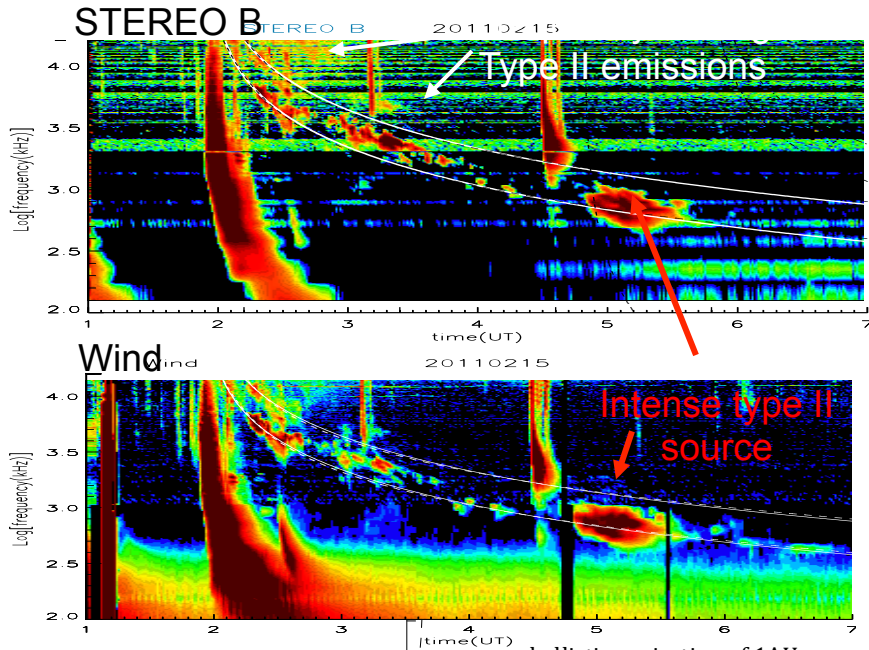 STEREO B
STEREO B 20110215
Type II emissions
4.0
3.5
3.0
2.5
2.0
Log[frequency(kHz)]
1 2 3 4 5 6 7
time(UT)
Wind
Wind 20110215
Intense type II
source
4.0
3.5
3.0
2.5
2.0
Log[frequency(kHz)]
1 2 3 4 5 6 7
time(UT)